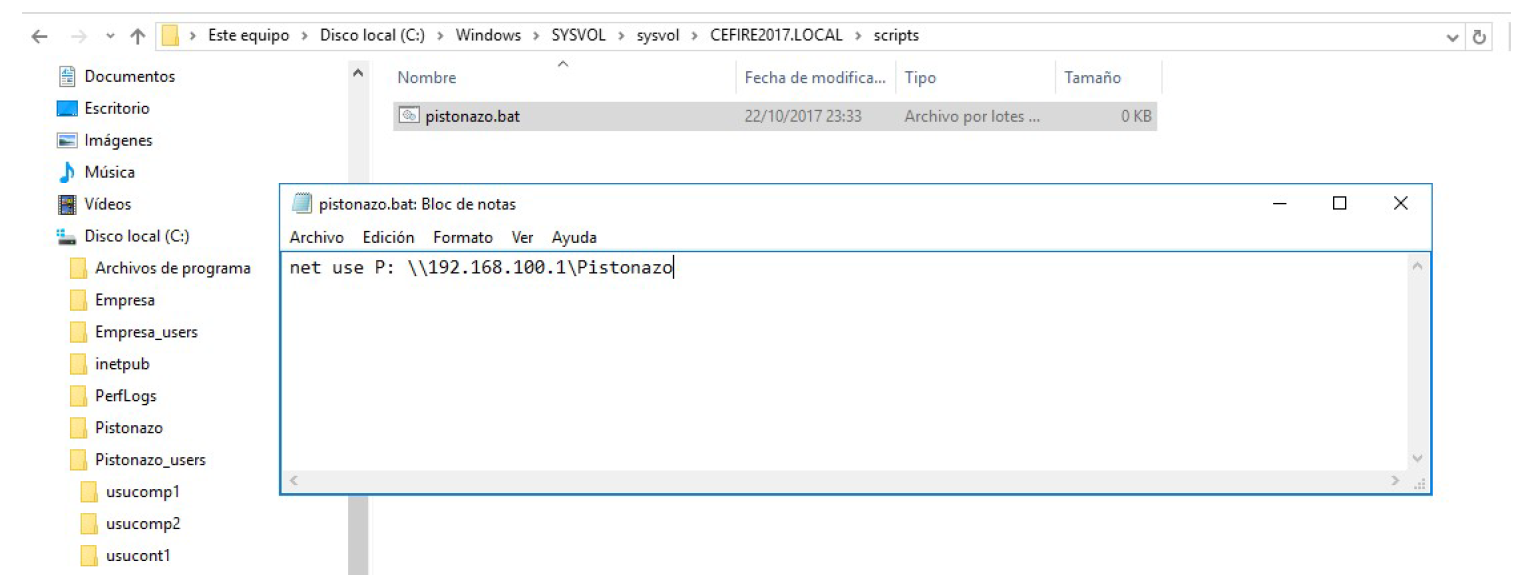 Este equipo > Disco local (C:) > Windows > SYSVOL > sysvol > CEFIRE2017.LOCAL > scripts
Documentos
Escritorio
Imágenes
Música
Vídeos
Disco local (C:)
Archivos de programa
Empresa
Empresa_users
inetpub
PerfLogs
Pistonazo
Pistonazo_users
usucomp1
usucomp2
usucont1
Nombre Fecha de modifica... Tipo Tamaño
pistonazo.bat 22/10/2017 23:33 Archivo por lotes ... 0 KB
pistonazo.bat: Bloc de notas
Archivo Edición Formato Ver Ayuda
net use P: \\192.168.100.1\Pistonazo